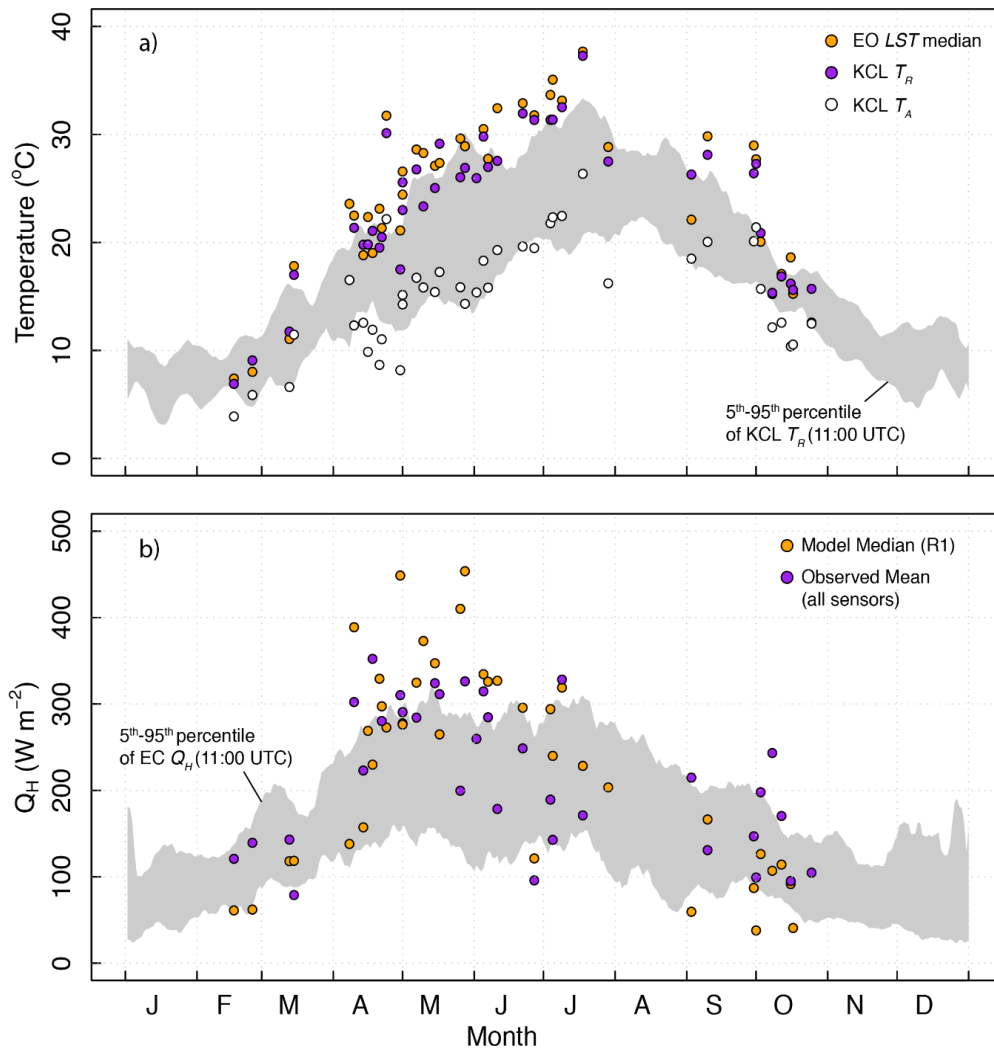 a)
EO LST median
KCL TR
KCL TA
40
30
20
10
0
Temperature (°C)
5th-95th percentile
of KCL TR (11:00 UTC)
b)
Model Median (R1)
Observed Mean
(all sensors)
500
400
300
200
100
0
QH (W m−2)
5th-95th percentile
of EC QH (11:00 UTC)
J F M A M J J A S O N D
Month